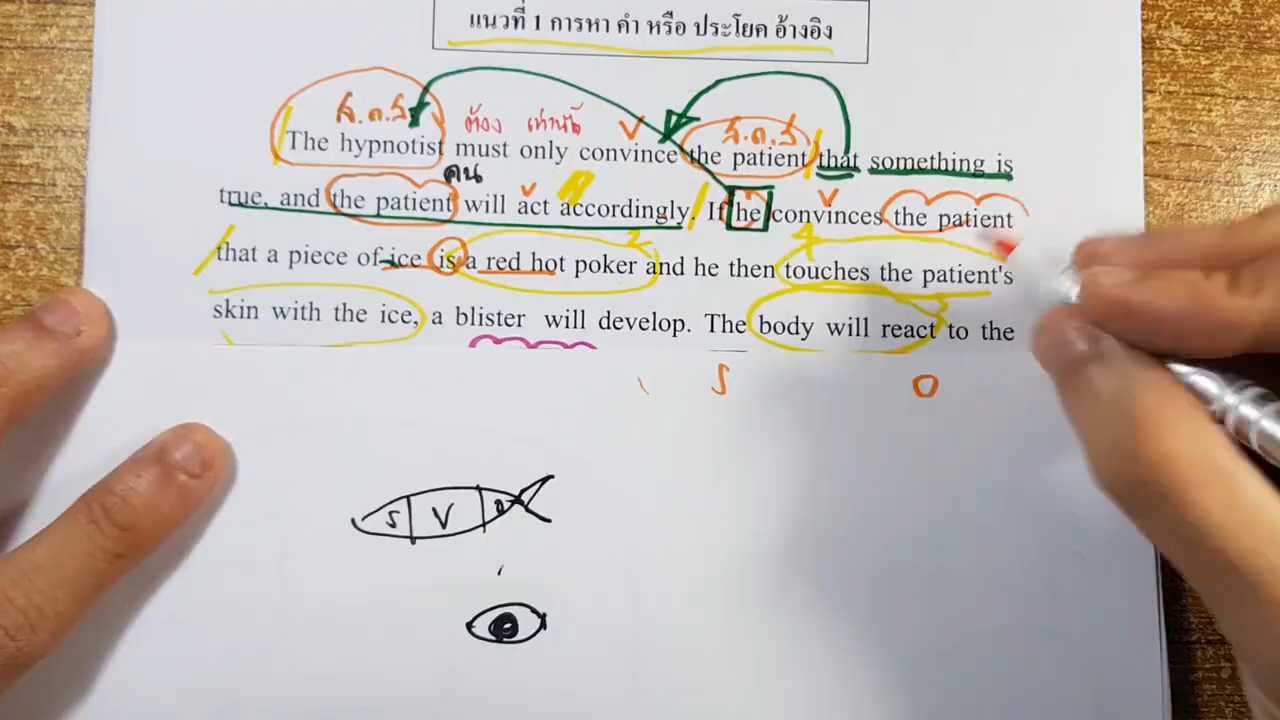 แนวที่ 1 การหา คำ หรือ ประโยค อ้างอิง
ส.ด.ส ต้อง เท่านั้น V ส.ด.ส
The hypnotist must only convince the patient that something is
คน v v
true, and the patient will act accordingly. If he convinces the patient
that a piece of ice is a red hot poker and he then touches the patient's
skin with the ice, a blister will develop. The body will react to the
S O
S V O